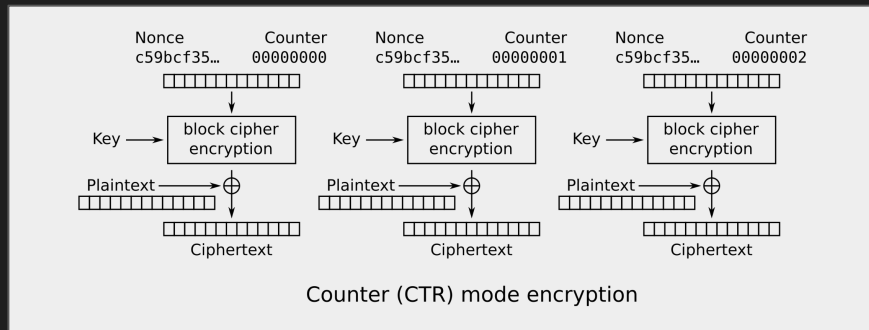 Nonce Counter Nonce Counter Nonce Counter
c59bcf35… 00000000 c59bcf35… 00000001 c59bcf35… 00000002
Key block cipher encryption Key block cipher encryption Key block cipher encryption
Plaintext Plaintext Plaintext
Ciphertext Ciphertext Ciphertext
Counter (CTR) mode encryption